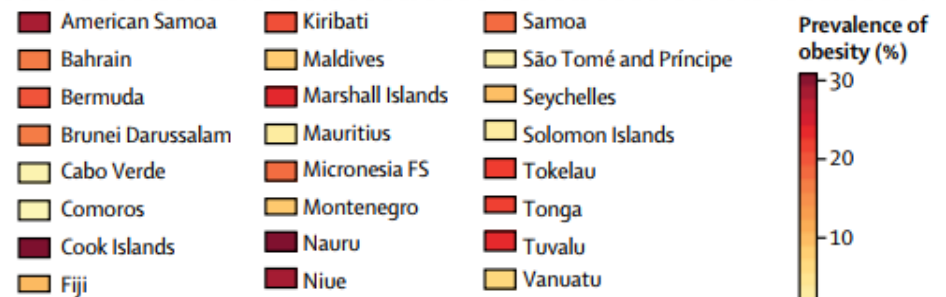 American Samoa
Bahrain
Bermuda
Brunei Darussalam
Cabo Verde
Comoros
Cook Islands
Fiji
Kiribati
Maldives
Marshall Islands
Mauritius
Micronesia FS
Montenegro
Nauru
Niue
Samoa
São Tomé and Príncipe
Seychelles
Solomon Islands
Tokelau
Tonga
Tuvalu
Vanuatu
Prevalence of
obesity (%)
30
20
10